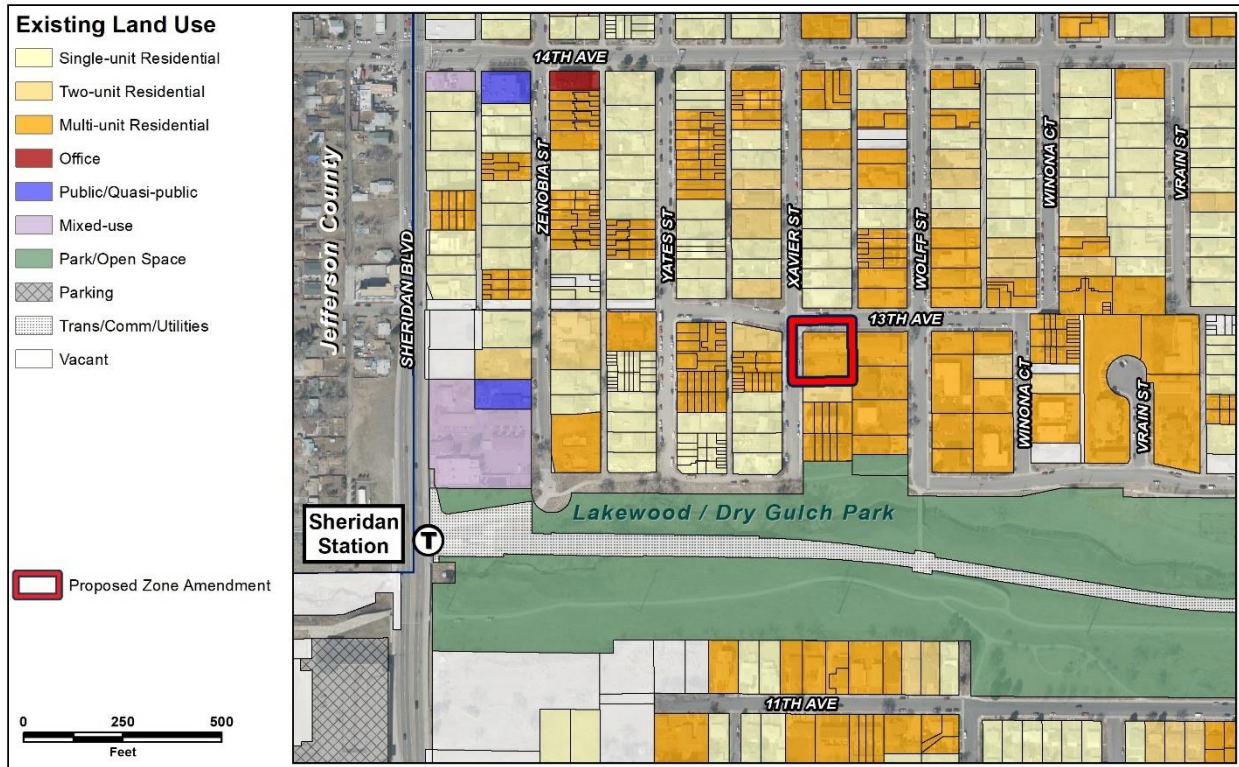 Existing Land Use
Single-unit Residential
Two-unit Residential
Multi-unit Residential
Office
Public/Quasi-public
Mixed-use
Park/Open Space
Parking
Trans/Comm/Utilities
Vacant
Proposed Zone Amendment
0 250 500
Feet
14TH AVE
Jefferson County
SHERIDAN BLVD
ZENOBIA ST
YATES ST
XAVIER ST
WOLFF ST
WINONA CT
VRAIN ST
13TH AVE
WINONA CT
VRAIN ST
Lakewood / Dry Gulch Park
Sheridan
Station
T
11TH AVE